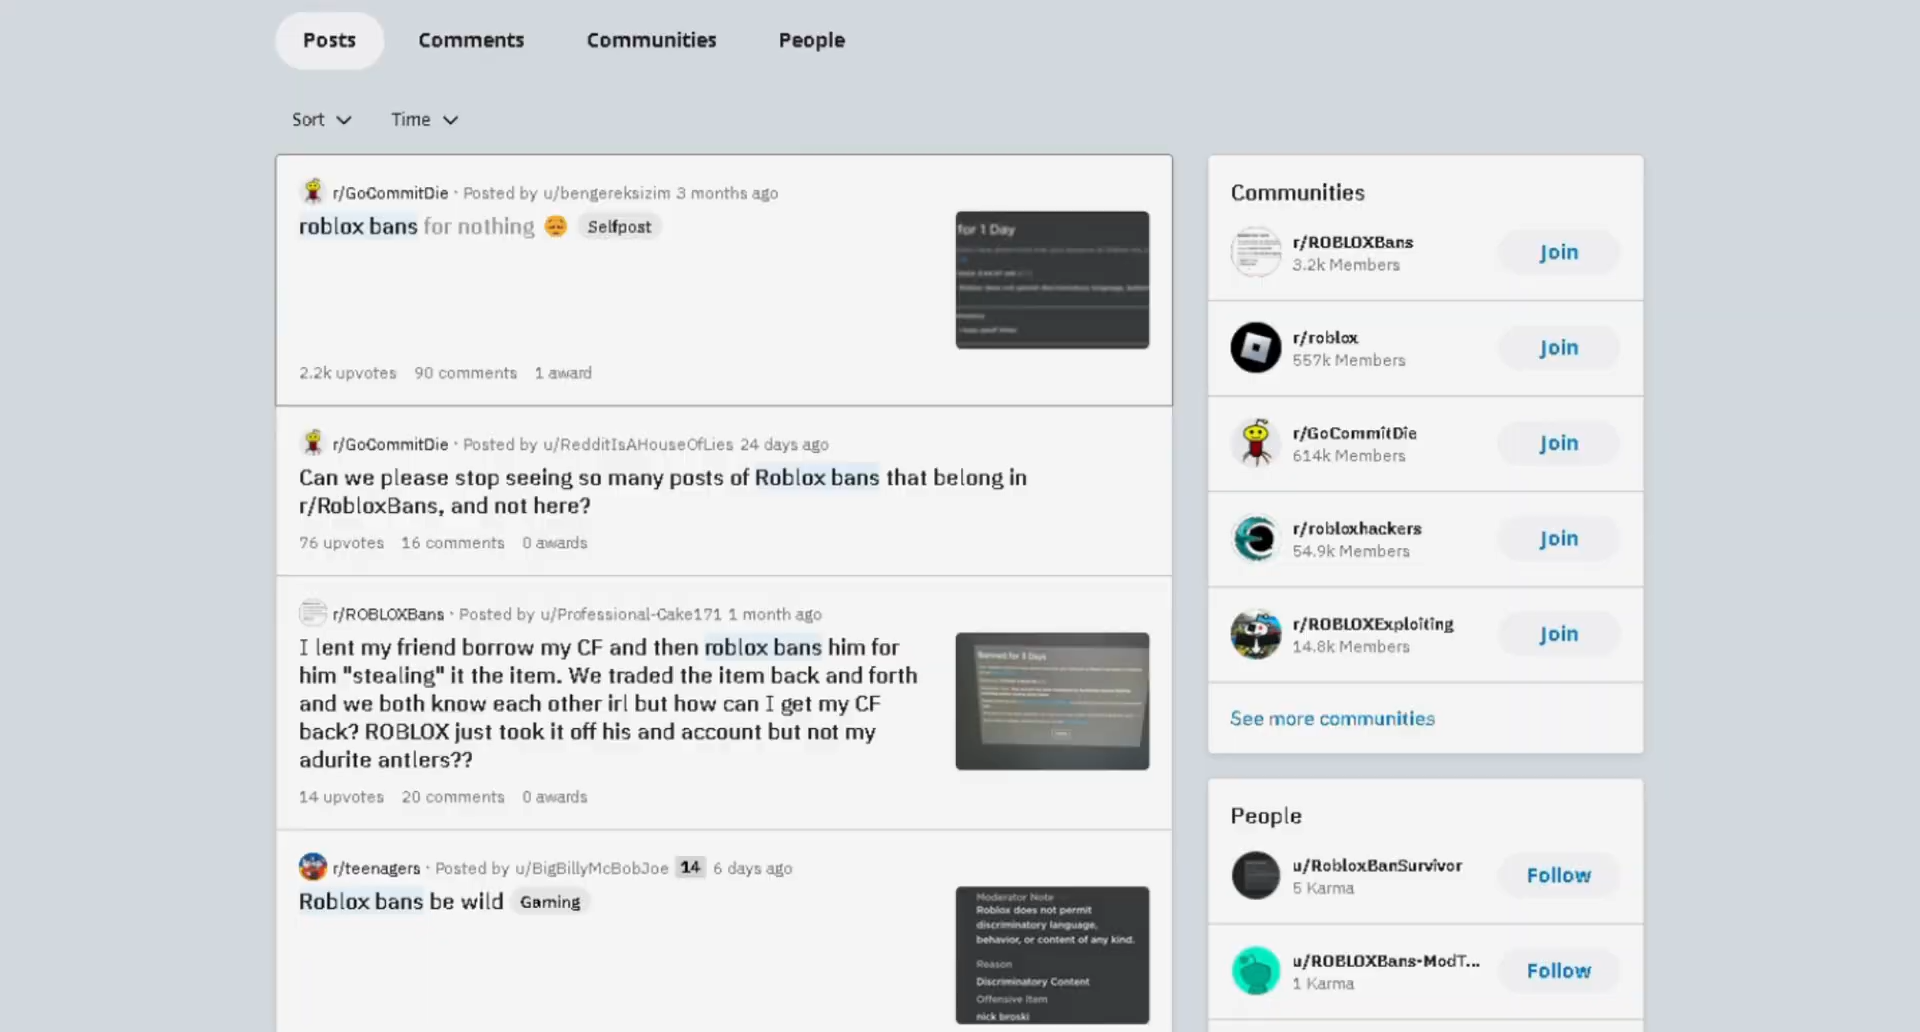 Posts Comments Communities People
Sort Time
r/GoCommitDie · Posted by u/bengereksizim 3 months ago
roblox bans for nothing 😔 Selfpost
for 1 Day
2.2k upvotes 90 comments 1 award
r/GoCommitDie · Posted by u/RedditIsAHouseOfLies 24 days ago
Can we please stop seeing so many posts of Roblox bans that belong in
r/RobloxBans, and not here?
76 upvotes 16 comments 0 awards
r/ROBLOXBans · Posted by u/Professional-Cake171 1 month ago
I lent my friend borrow my CF and then roblox bans him for
him "stealing" it the item. We traded the item back and forth
and we both know each other irl but how can I get my CF
back? ROBLOX just took it off his and account but not my
adurite antlers??
Banned for 3 Days
14 upvotes 20 comments 0 awards
r/teenagers · Posted by u/BigBillyMcBobJoe 14 6 days ago
Roblox bans be wild Gaming
Moderator Note
Roblox does not permit
discriminatory language,
behavior, or content of any kind.
Reason
Discriminatory Content
Offensive Item
nick broski
Communities
r/ROBLOXBans
3.2k Members
Join
r/roblox
557k Members
Join
r/GoCommitDie
614k Members
Join
r/robloxhackers
54.9k Members
Join
r/ROBLOXExploiting
14.8k Members
Join
See more communities
People
u/RobloxBanSurvivor
5 Karma
Follow
u/ROBLOXBans-ModT...
1 Karma
Follow